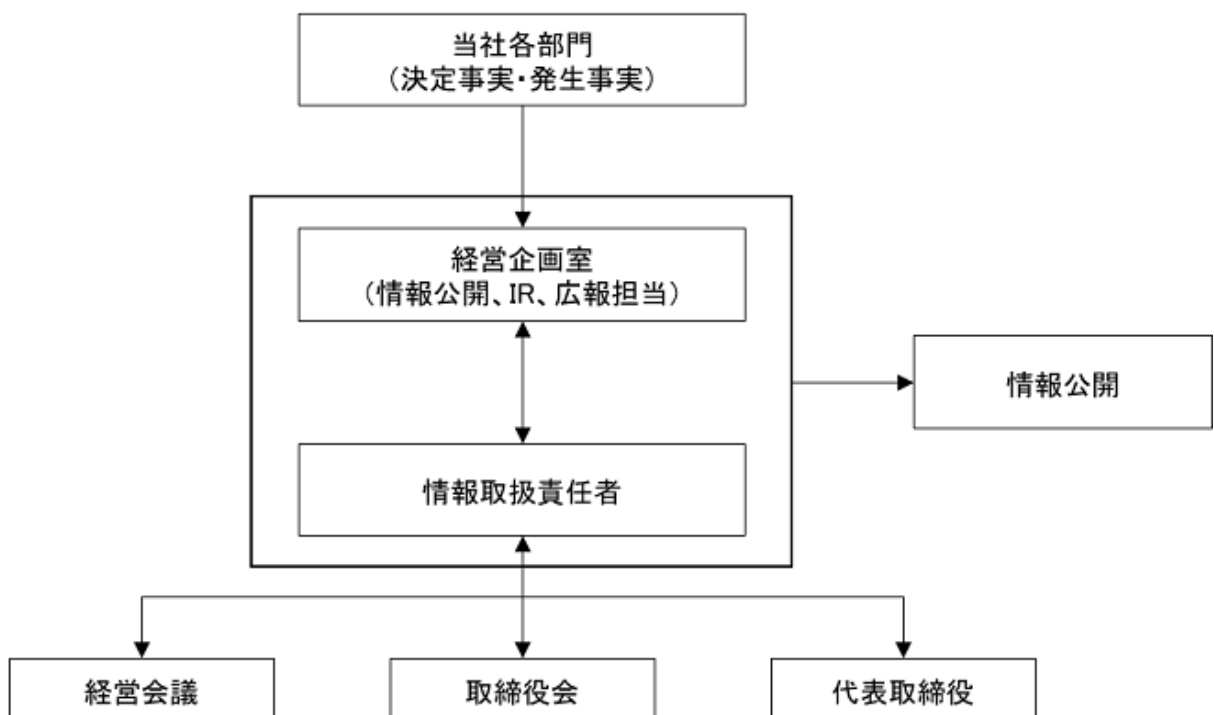 当社各部門
（決定事実・発生事実）
経営企画室
（情報公開、IR、広報担当）
情報公開
情報取扱責任者
経営会議
取締役会
代表取締役